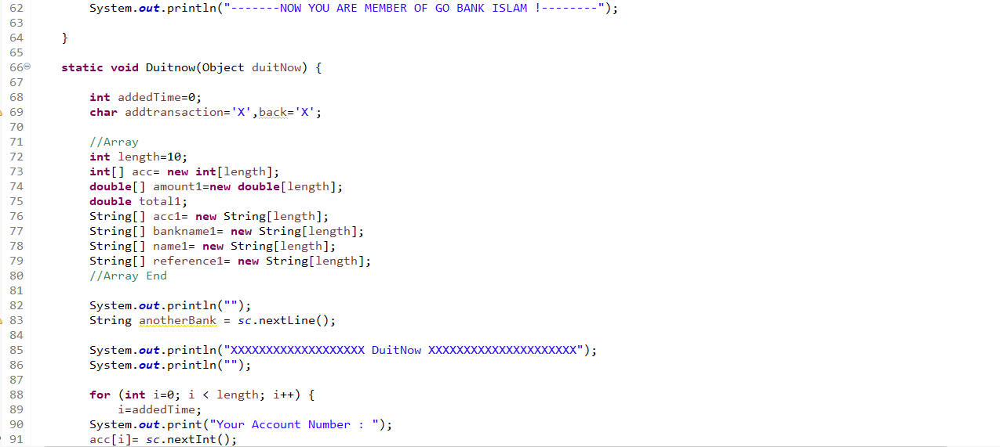 62 System.out.println("-------NOW YOU ARE MEMBER OF GO BANK ISLAM !--------");
63
64 }
65
66 static void Duitnow(Object duitNow) {
67
68 int addedTime=0;
69 char addtransaction='X',back='X';
70
71 //Array
72 int length=10;
73 int[] acc= new int[length];
74 double[] amount1=new double[length];
75 double total1;
76 String[] acc1= new String[length];
77 String[] bankname1= new String[length];
78 String[] name1= new String[length];
79 String[] reference1= new String[length];
80 //Array End
81
82 System.out.println("");
83 String anotherBank = sc.nextLine();
84
85 System.out.println("XXXXXXXXXXXXXXXXXXX DuitNow XXXXXXXXXXXXXXXXXXXXX");
86 System.out.println("");
87
88 for (int i=0; i < length; i++) {
89 i=addedTime;
90 System.out.print("Your Account Number : ");
91 acc[i]= sc.nextInt();